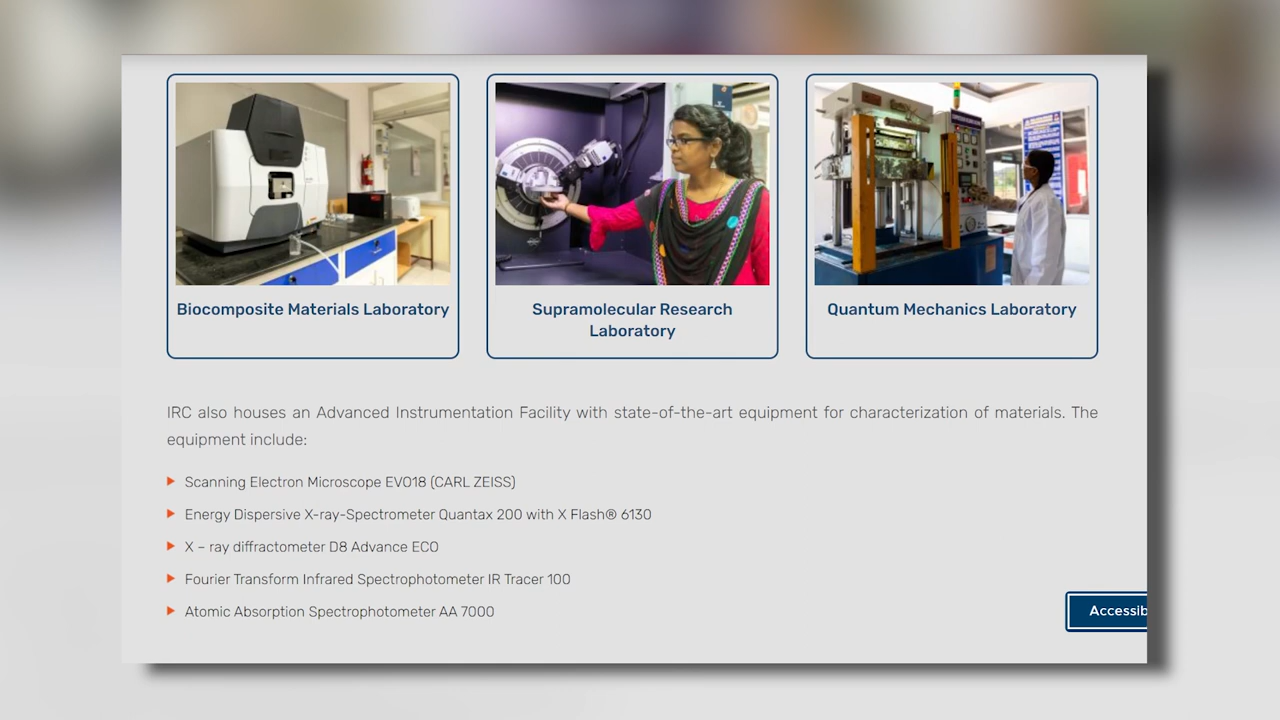 Biocomposite Materials Laboratory
Supramolecular Research
Laboratory
Quantum Mechanics Laboratory
IRC also houses an Advanced Instrumentation Facility with state-of-the-art equipment for characterization of materials. The
equipment include:
Scanning Electron Microscope EVO18 (CARL ZEISS)
Energy Dispersive X-ray-Spectrometer Quantax 200 with X Flash® 6130
X – ray diffractometer D8 Advance ECO
Fourier Transform Infrared Spectrophotometer IR Tracer 100
Atomic Absorption Spectrophotometer AA 7000
Accessib